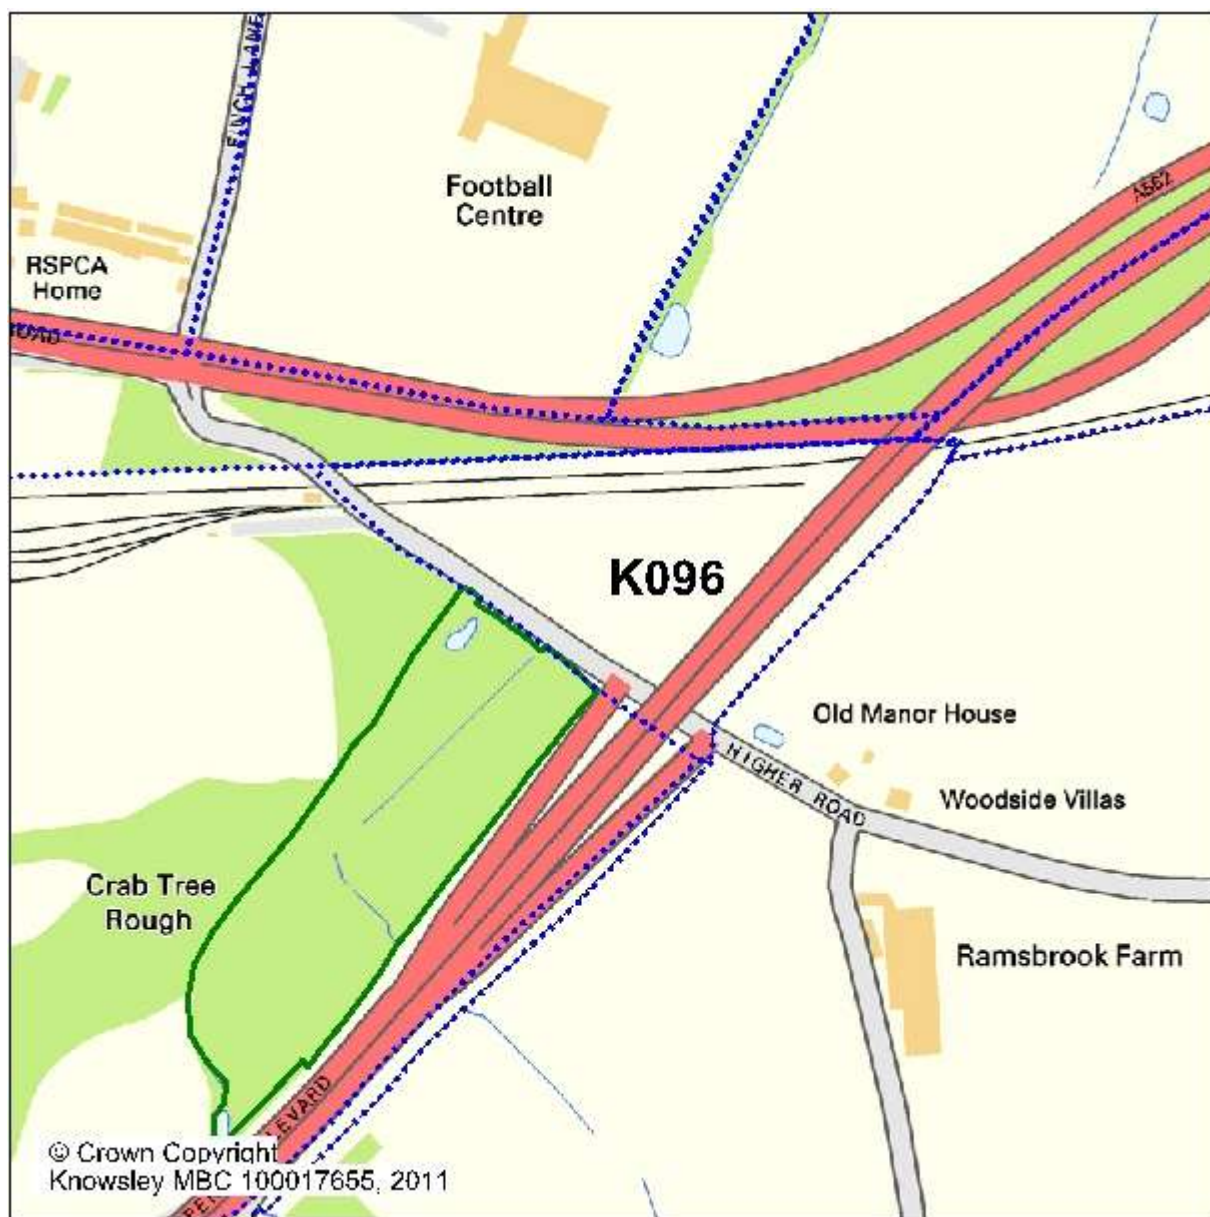 FINCH LANE
Football
Centre
A562
RSPCA
Home
ROAD
K096
Old Manor House
HIGHER ROAD
Woodside Villas
Crab Tree
Rough
Ramsbrook Farm
© Crown Copyright
Knowsley MBC 100017655, 2011